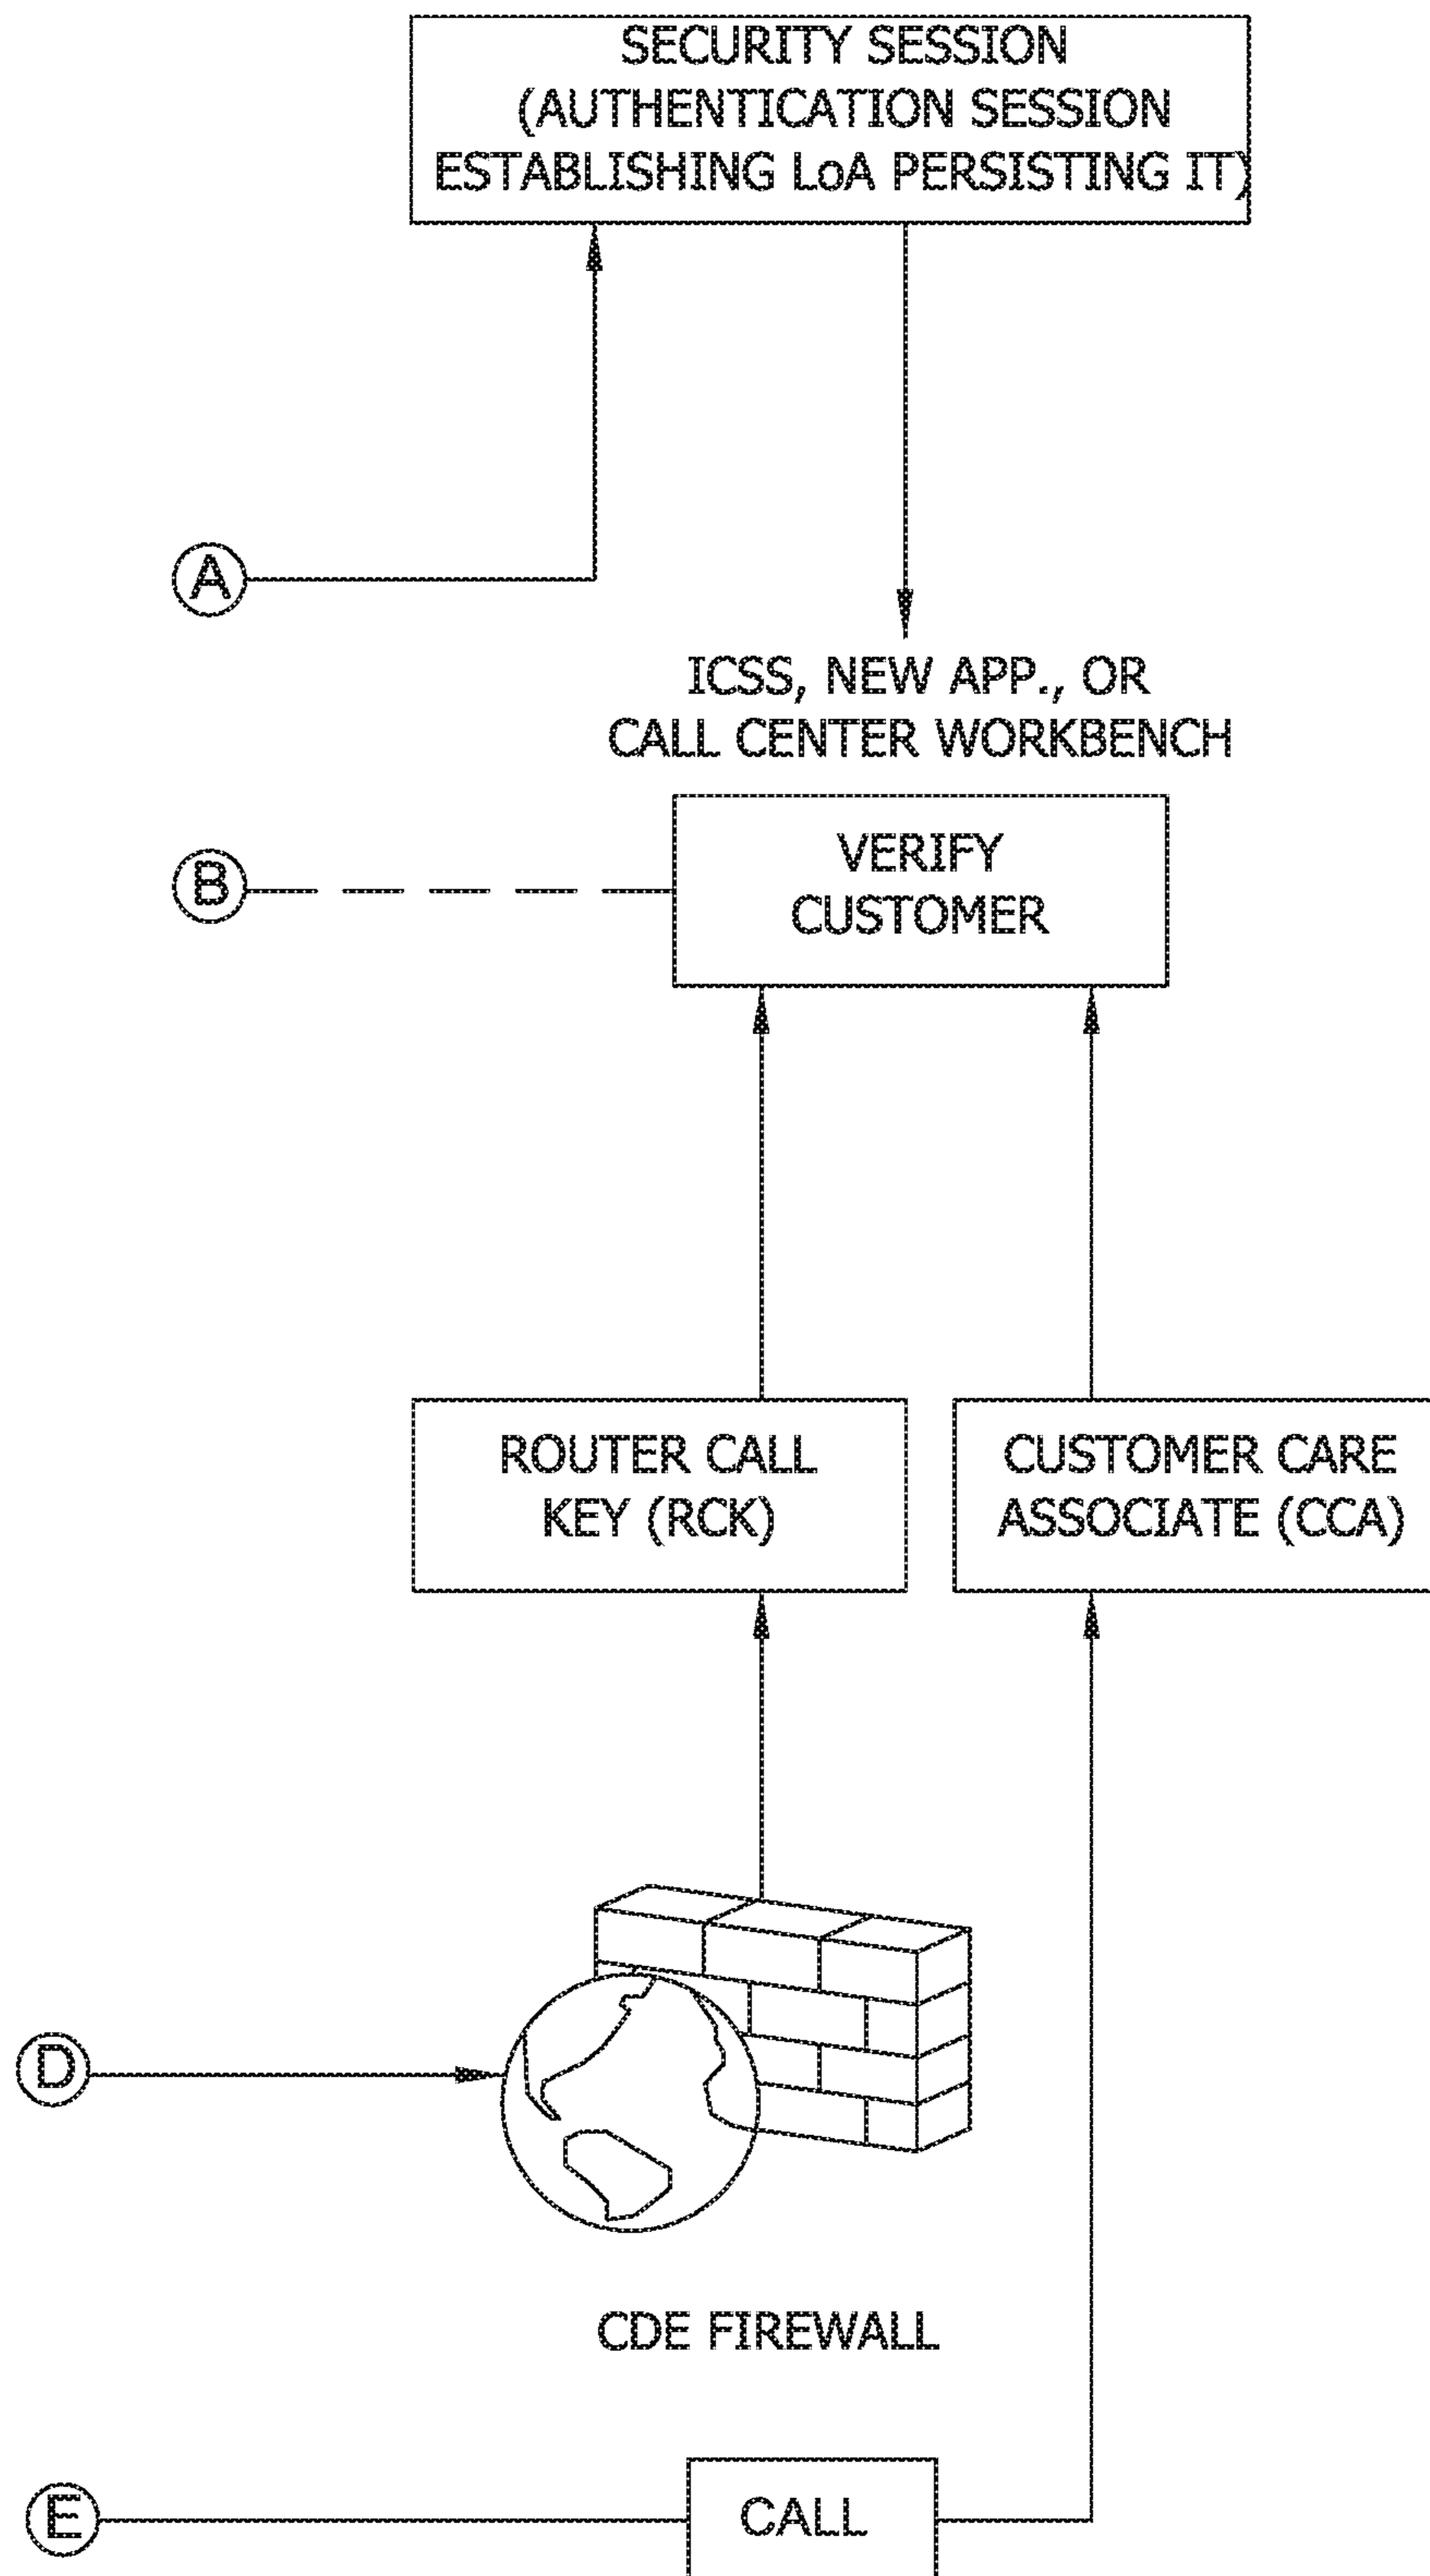 SECURITY SESSION
(AUTHENTICATION SESSION
ESTABLISHING LoA PERSISTING IT)
A
ICSS, NEW APP., OR
CALL CENTER WORKBENCH
B
VERIFY
CUSTOMER
ROUTER CALL
KEY (RCK)
CUSTOMER CARE
ASSOCIATE (CCA)
D
CDE FIREWALL
E
CALL